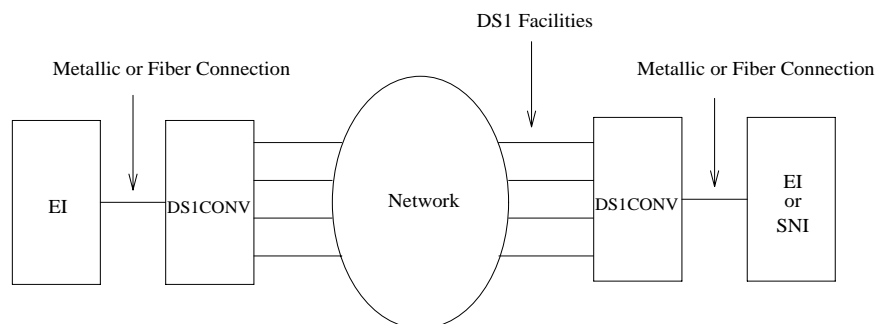 DS1 Facilities
Metallic or Fiber Connection
Metallic or Fiber Connection
EI
DS1CONV
Network
DS1CONV
EI
or
SNI